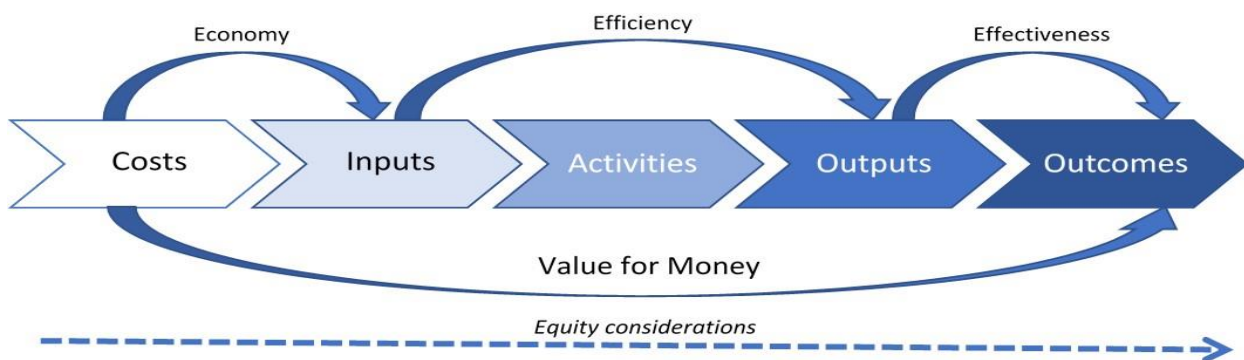 Economy
Efficiency
Effectiveness
Costs
Inputs
Activities
Outputs
Outcomes
Value for Money
Equity considerations